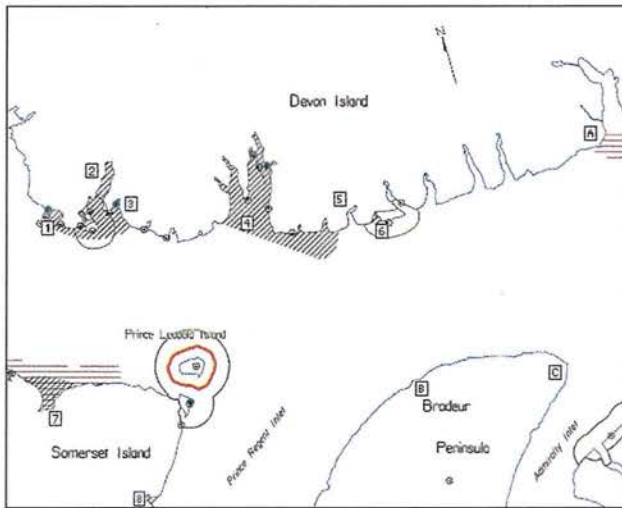 N
Devon Island
A
2
3
1
4
5
6
Prince Leopold Island
B
C
Brodeur
Peninsula
7
Somerset Island
8
Prince Regent Inlet
Admiralty Inlet